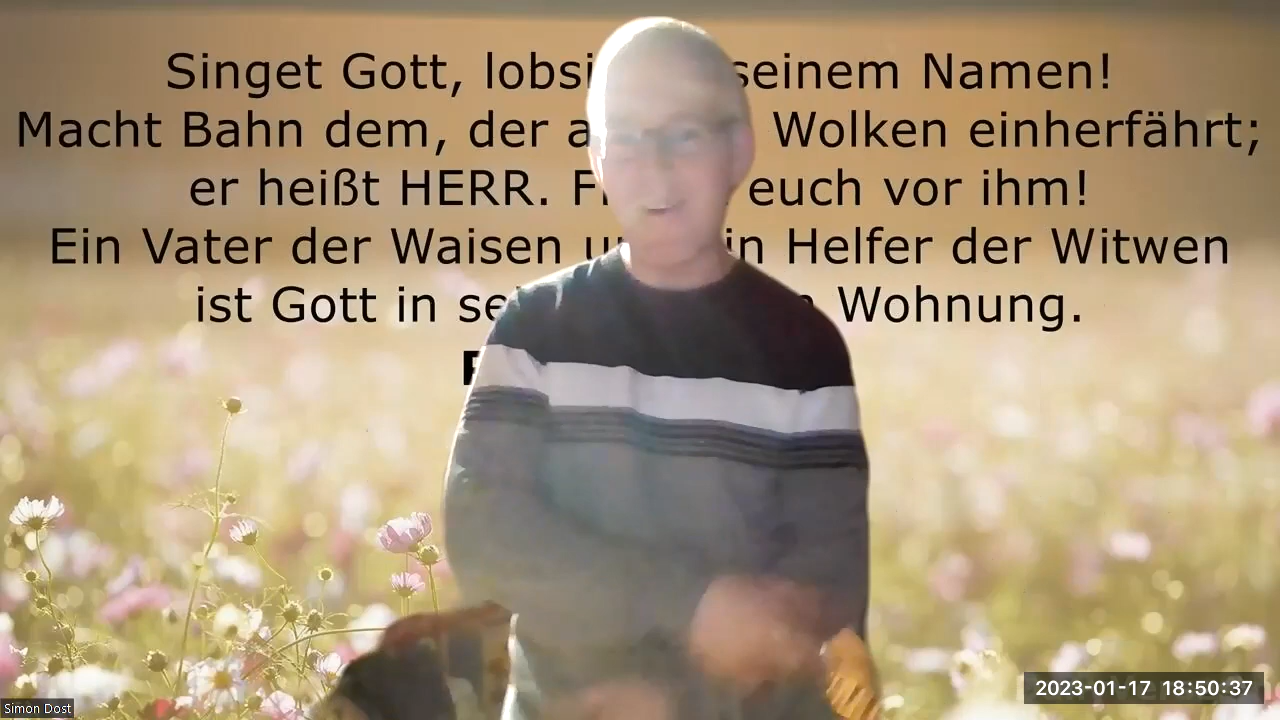 Singet Gott, lobsi seinem Namen!
Macht Bahn dem, der a Wolken einherfährt;
er heißt HERR. F euch vor ihm!
Ein Vater der Waisen u in Helfer der Witwen
ist Gott in se Wohnung.
Simon Dost
2023-01-17 18:50:37